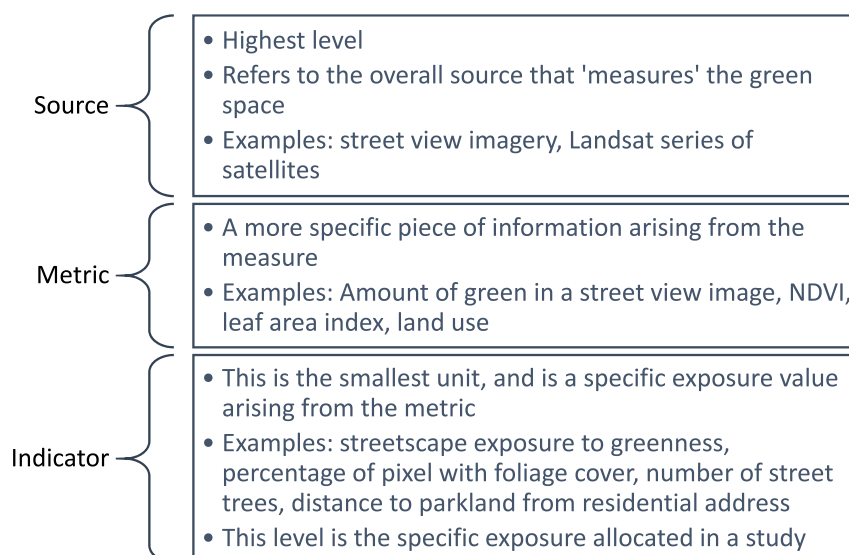 Source
• Highest level
• Refers to the overall source that 'measures' the green
space
• Examples: street view imagery, Landsat series of
satellites
Metric
• A more specific piece of information arising from the
measure
• Examples: Amount of green in a street view image, NDVI,
leaf area index, land use
Indicator
• This is the smallest unit, and is a specific exposure value
arising from the metric
• Examples: streetscape exposure to greenness,
percentage of pixel with foliage cover, number of street
trees, distance to parkland from residential address
• This level is the specific exposure allocated in a study